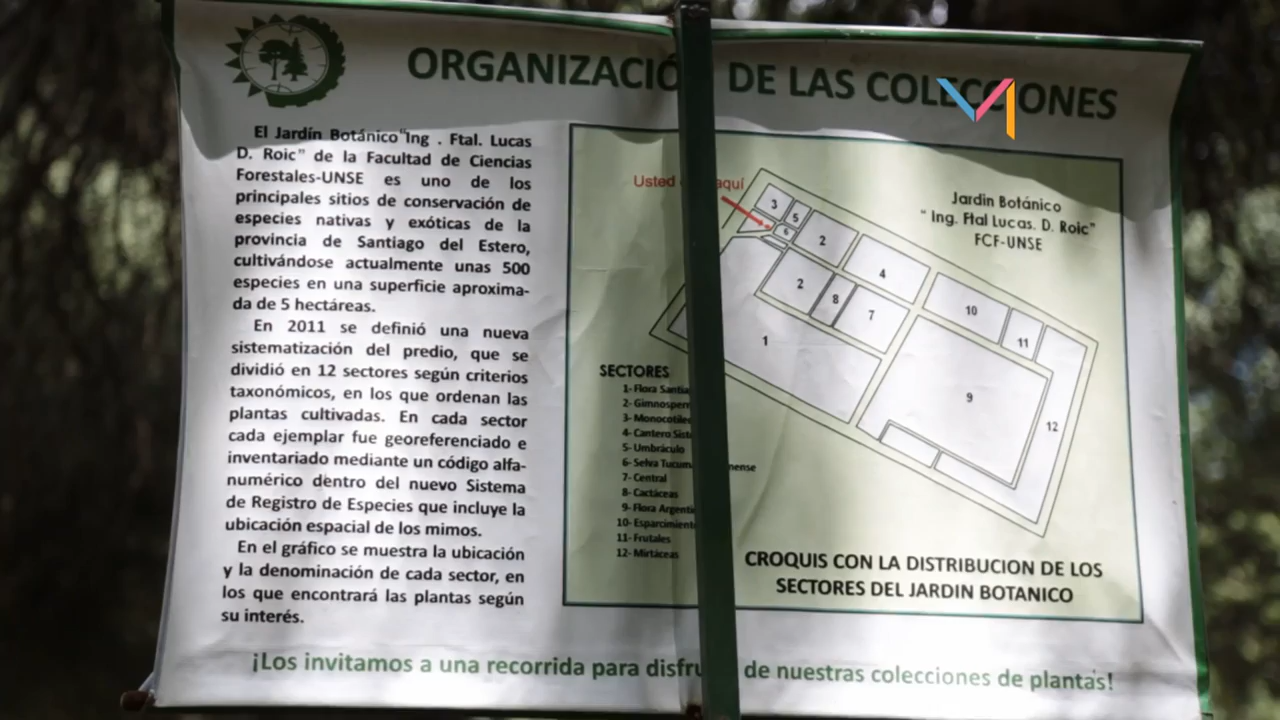 ORGANIZACIÓ DE LAS COLECCIONES
El Jardín Botánico "Ing . Ftal. Lucas
D. Roic" de la Facultad de Ciencias
Forestales-UNSE es uno de los
principales sitios de conservación de
especies nativas y exóticas de la
provincia de Santiago del Estero,
cultivándose actualmente unas 500
especies en una superficie aproxima-
da de 5 hectáreas.
En 2011 se definió una nueva
sistematización del predio, que se
dividió en 12 sectores según criterios
taxonómicos, en los que ordenan las
plantas cultivadas. En cada sector
cada ejemplar fue georeferenciado e
inventariado mediante un código alfa-
numérico dentro del nuevo Sistema
de Registro de Especies que incluye la
ubicación espacial de los mimos.
En el gráfico se muestra la ubicación
y la denominación de cada sector, en
los que encontrará las plantas según
su interés.
Usted aquí
Jardin Botánico
" Ing. Ftal Lucas. D. Roic"
FCF-UNSE
3
5
6
2
4
2
8
7
10
11
1
9
12
SECTORES
1- Flora Santia
2- Gimnosper
3- Monocotile
4- Cantero Sist
5- Umbráculo
6- Selva Tucum nense
7- Central
8- Cactáceas
9- Flora Argenti
10- Esparcimient
11- Frutales
12- Mirtáceas
CROQUIS CON LA DISTRIBUCION DE LOS
SECTORES DEL JARDIN BOTANICO
¡Los invitamos a una recorrida para disfru de nuestras colecciones de plantas!